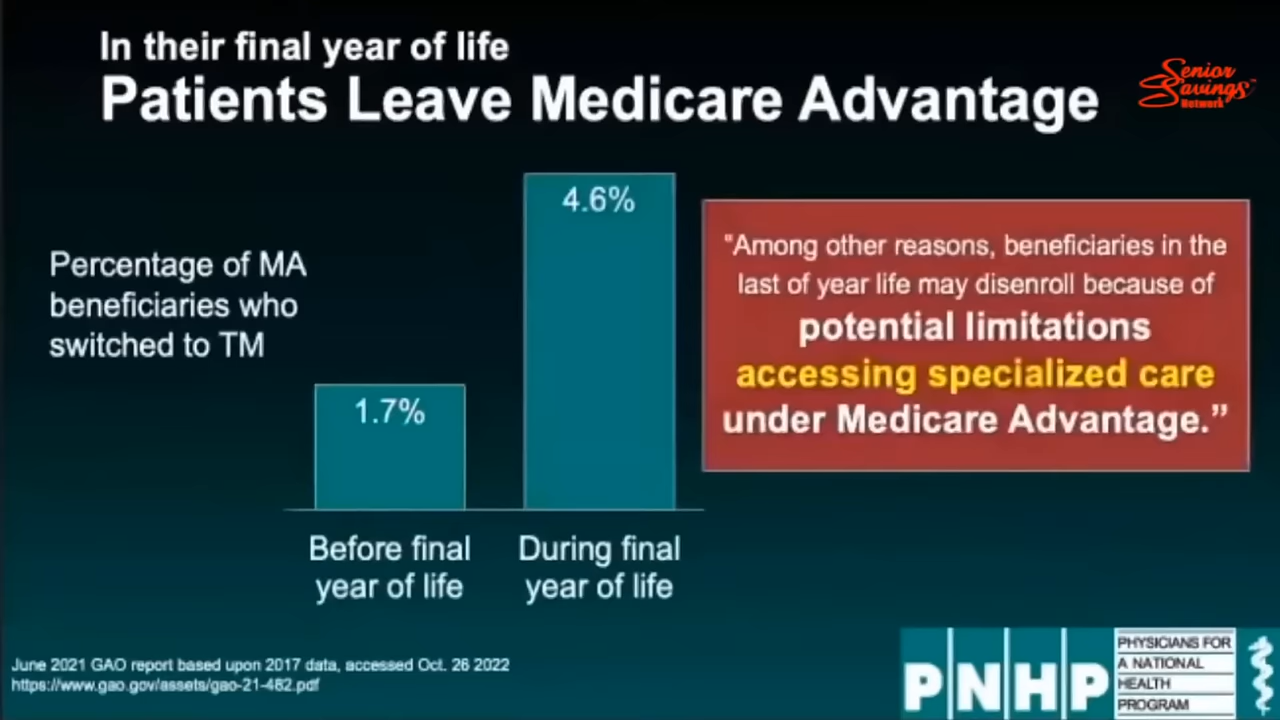 In their final year of life
Patients Leave Medicare Advantage
Senior
Savings
Network
Percentage of MA
beneficiaries who
switched to TM
1.7%
4.6%
Before final
year of life
During final
year of life
“Among other reasons, beneficiaries in the
last of year life may disenroll because of
potential limitations
accessing specialized care
under Medicare Advantage.”
June 2021 GAO report based upon 2017 data, accessed Oct. 26 2022
https://www.gao.gov/assets/gao-21-482.pdf
PNHP
PHYSICIANS FOR
A NATIONAL
HEALTH
PROGRAM